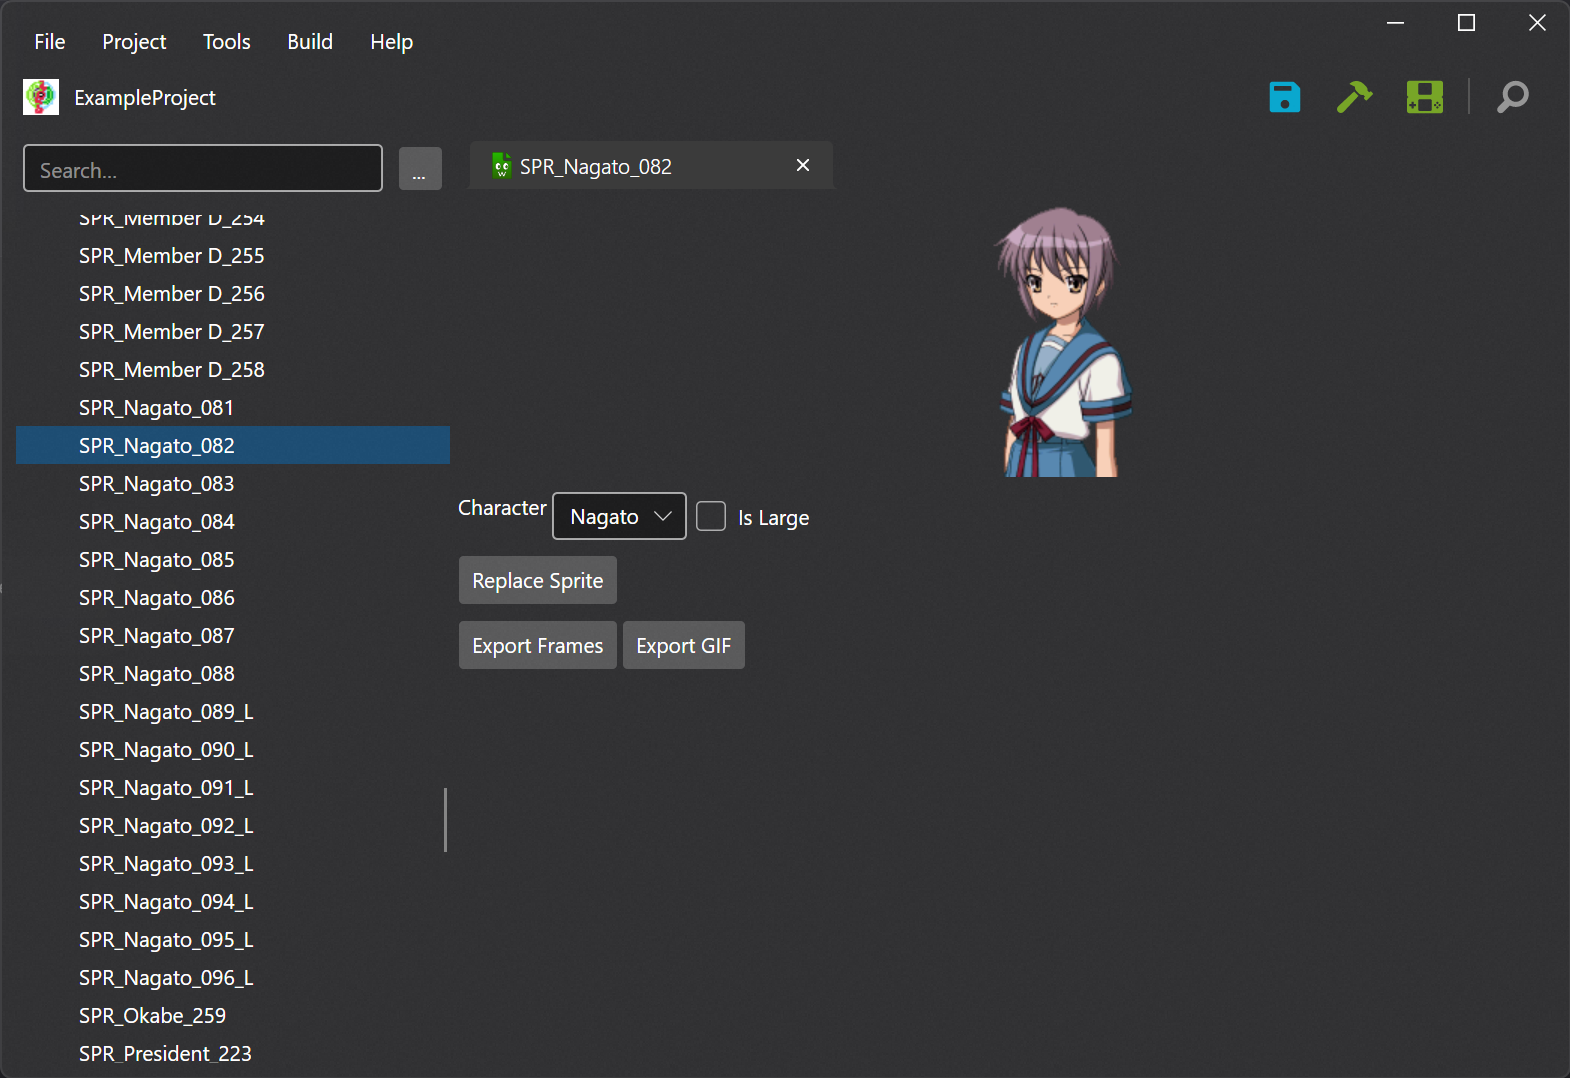 File Project Tools Build Help
ExampleProject
Search...
...
SPR_Nagato_082
SPR_Member D_254
SPR_Member D_255
SPR_Member D_256
SPR_Member D_257
SPR_Member D_258
SPR_Nagato_081
SPR_Nagato_082
SPR_Nagato_083
SPR_Nagato_084
SPR_Nagato_085
SPR_Nagato_086
SPR_Nagato_087
SPR_Nagato_088
SPR_Nagato_089_L
SPR_Nagato_090_L
SPR_Nagato_091_L
SPR_Nagato_092_L
SPR_Nagato_093_L
SPR_Nagato_094_L
SPR_Nagato_095_L
SPR_Nagato_096_L
SPR_Okabe_259
SPR_President_223
Character Nagato Is Large
Replace Sprite
Export Frames Export GIF